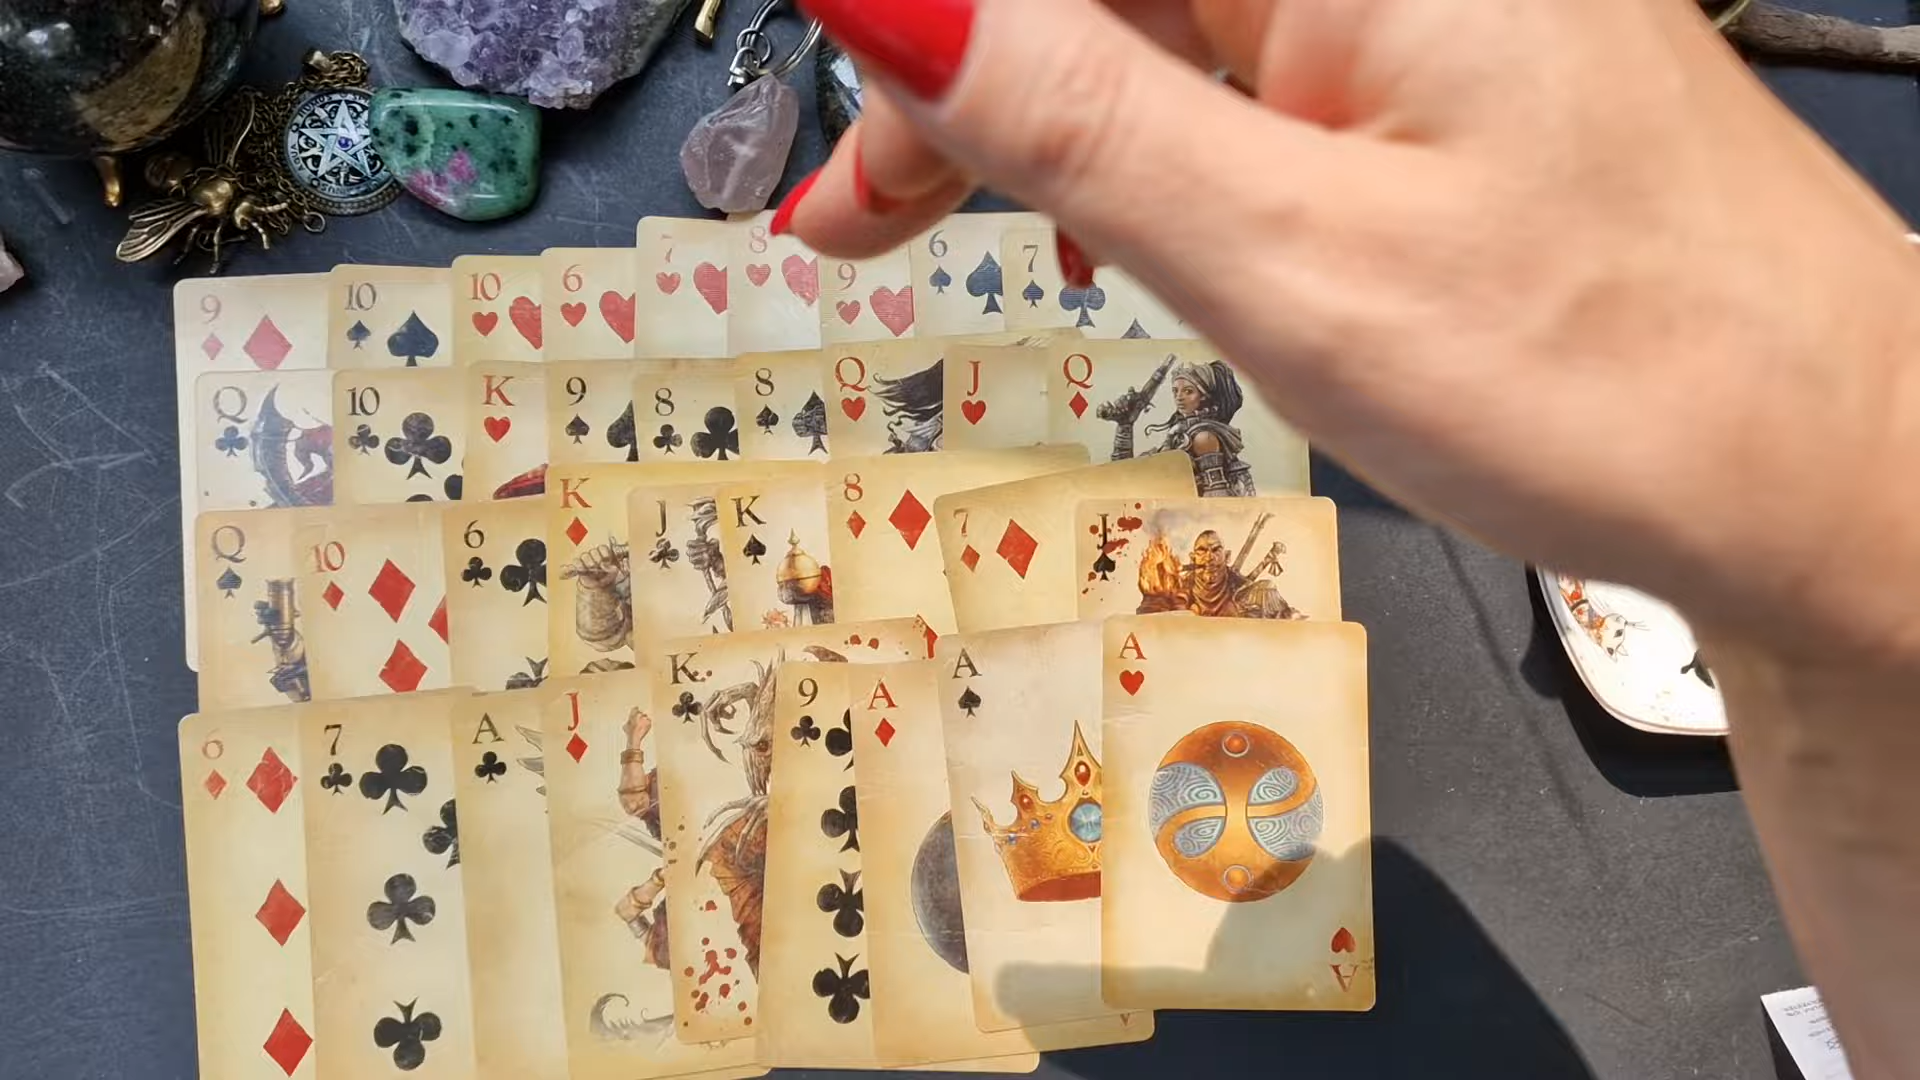 9 10 10 6 7 8 9 6 7
Q 10 K 9 8 8 Q J Q
Q 10 6 K J K 8 7 J
6 7 A J K 9 A A A
A